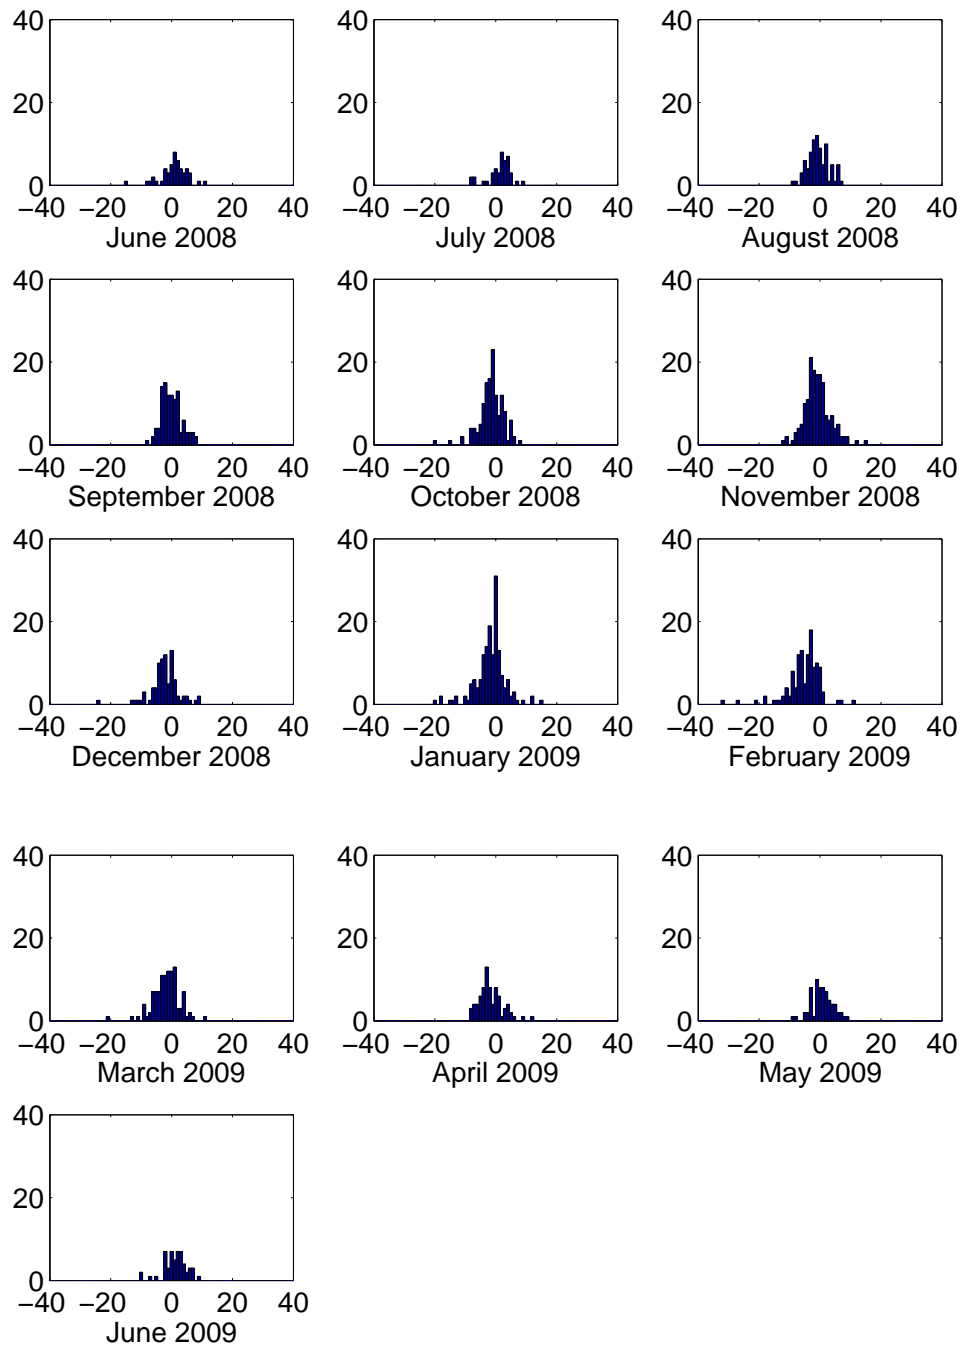 40 40 40
20 20 20
0 0 0
−40 −20 0 20 40 −40 −20 0 20 40 −40 −20 0 20 40
June 2008 July 2008 August 2008
40 40 40
20 20 20
0 0 0
−40 −20 0 20 40 −40 −20 0 20 40 −40 −20 0 20 40
September 2008 October 2008 November 2008
40 40 40
20 20 20
0 0 0
−40 −20 0 20 40 −40 −20 0 20 40 −40 −20 0 20 40
December 2008 January 2009 February 2009
40 40 40
20 20 20
0 0 0
−40 −20 0 20 40 −40 −20 0 20 40 −40 −20 0 20 40
March 2009 April 2009 May 2009
40
20
0
−40 −20 0 20 40
June 2009